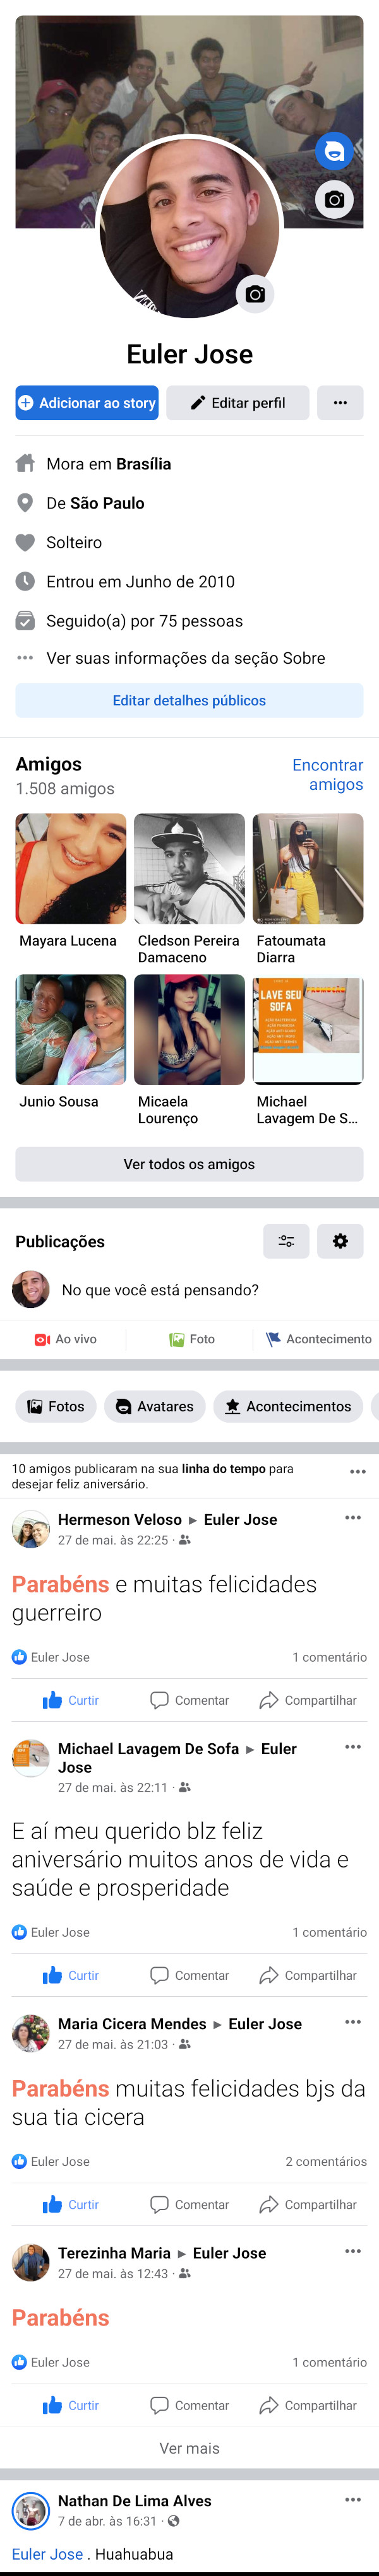 Euler Jose
Adicionar ao story
Editar perfil
Mora em Brasília
De São Paulo
Solteiro
Entrou em Junho de 2010
Seguido(a) por 75 pessoas
Ver suas informações da seção Sobre
Editar detalhes públicos
Amigos
Encontrar
amigos
1.508 amigos
Mayara Lucena
Cledson Pereira
Damaceno
Fatoumata
Diarra
LAVE SEU
SOFA
Junio Sousa
Micaela
Lourenço
Michael
Lavagem De S...
Ver todos os amigos
Publicações
No que você está pensando?
Ao vivo
Foto
Acontecimento
Fotos
Avatares
Acontecimentos
10 amigos publicaram na sua linha do tempo para
desejar feliz aniversário.
Hermeson Veloso ▸ Euler Jose
27 de mai. às 22:25 ·
Parabéns e muitas felicidades
guerreiro
Euler Jose
1 comentário
Curtir
Comentar
Compartilhar
Michael Lavagem De Sofa ▸ Euler
Jose
27 de mai. às 22:11 ·
E aí meu querido blz feliz
aniversário muitos anos de vida e
saúde e prosperidade
Euler Jose
1 comentário
Curtir
Comentar
Compartilhar
Maria Cicera Mendes ▸ Euler Jose
27 de mai. às 21:03 ·
Parabéns muitas felicidades bjs da
sua tia cicera
Euler Jose
2 comentários
Curtir
Comentar
Compartilhar
Terezinha Maria ▸ Euler Jose
27 de mai. às 12:43 ·
Parabéns
Euler Jose
1 comentário
Curtir
Comentar
Compartilhar
Ver mais
Nathan De Lima Alves
7 de abr. às 16:31 ·
Euler Jose . Huahuabua